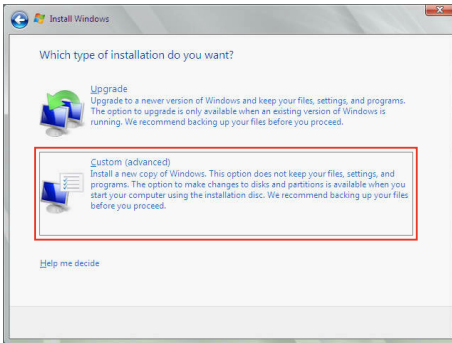 Install Windows
Which type of installation do you want?
Upgrade
Upgrade to a newer version of Windows and keep your files, settings, and programs.
The option to upgrade is only available when an existing version of Windows is
running. We recommend backing up your files before you proceed.
Custom (advanced)
Install a new copy of Windows. This option does not keep your files, settings, and
programs. The option to make changes to disks and partitions is available when you
start your computer using the installation disc. We recommend backing up your files
before you proceed.
Help me decide